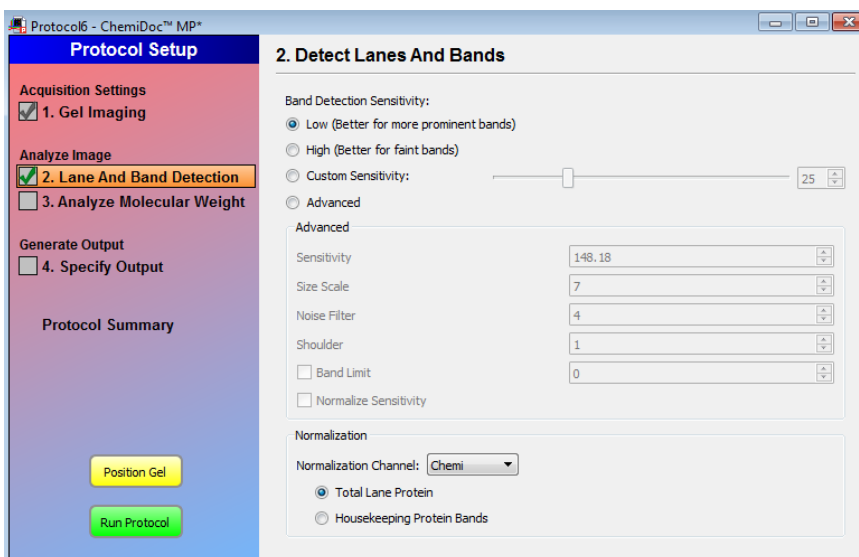 Protocol6 - ChemiDoc™ MP*
Protocol Setup
Acquisition Settings
1. Gel Imaging
Analyze Image
2. Lane And Band Detection
3. Analyze Molecular Weight
Generate Output
4. Specify Output
Protocol Summary
Position Gel
Run Protocol
2. Detect Lanes And Bands
Band Detection Sensitivity:
Low (Better for more prominent bands)
High (Better for faint bands)
Custom Sensitivity: 25
Advanced
Advanced
Sensitivity 148.18
Size Scale 7
Noise Filter 4
Shoulder 1
Band Limit 0
Normalize Sensitivity
Normalization
Normalization Channel: Chemi
Total Lane Protein
Housekeeping Protein Bands